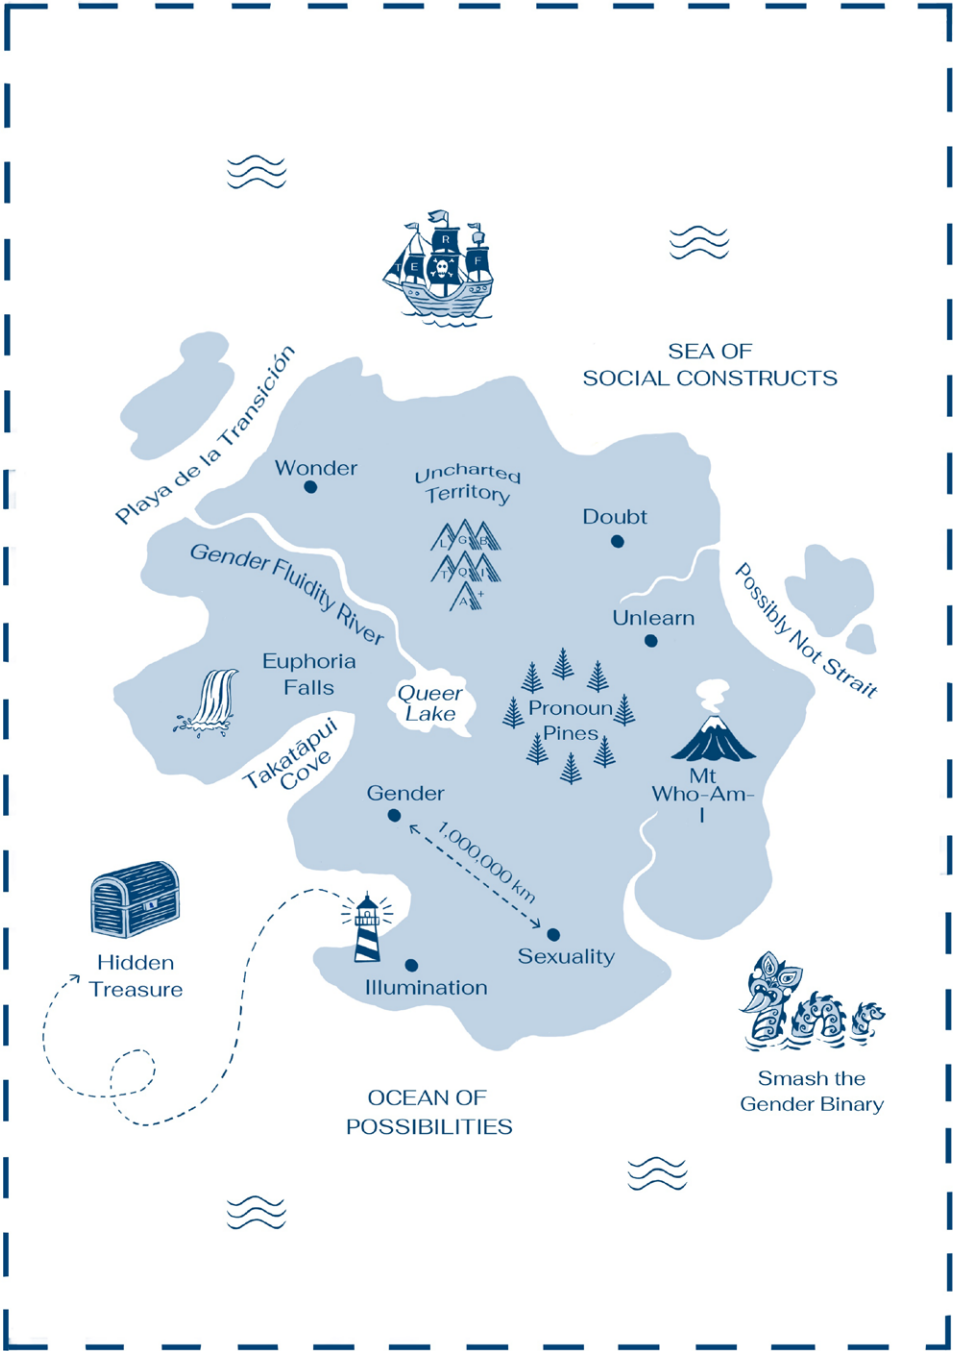 R
T E F
SEA OF
SOCIAL CONSTRUCTS
Playa de la Transición
Wonder
Uncharted
Territory
L G B
T Q I
A +
Doubt
Gender Fluidity River
Possibly Not Strait
Unlearn
Euphoria
Falls
Queer
Lake
Pronoun
Pines
Takatāpui
Cove
Mt
Who-Am-
I
Gender
1,000,000 km
Sexuality
Hidden
Treasure
Illumination
Smash the
Gender Binary
OCEAN OF
POSSIBILITIES